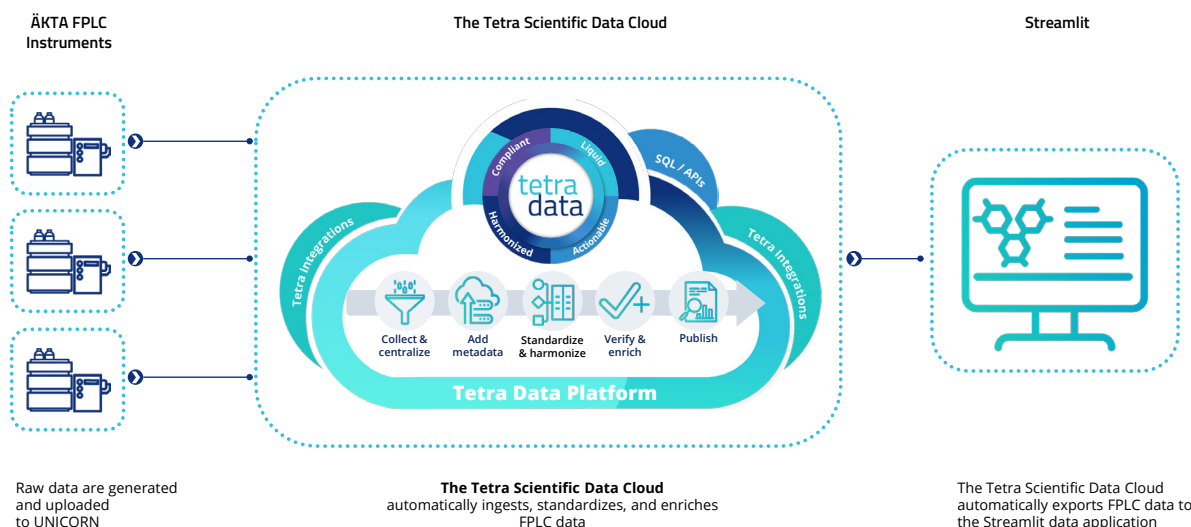 ÄKTA FPLC
Instruments
The Tetra Scientific Data Cloud
Streamlit
Compliant
Liquid
Harmonized
Actionable
tetra
data
SQL / APIs
Tetra Integrations
Tetra Integrations
Collect &
centralize
Add
metadata
Standardize
& harmonize
Verify &
enrich
Publish
Tetra Data Platform
Raw data are generated
and uploaded
to UNICORN
The Tetra Scientific Data Cloud
automatically ingests, standardizes, and enriches
FPLC data
The Tetra Scientific Data Cloud
automatically exports FPLC data to
the Streamlit data application